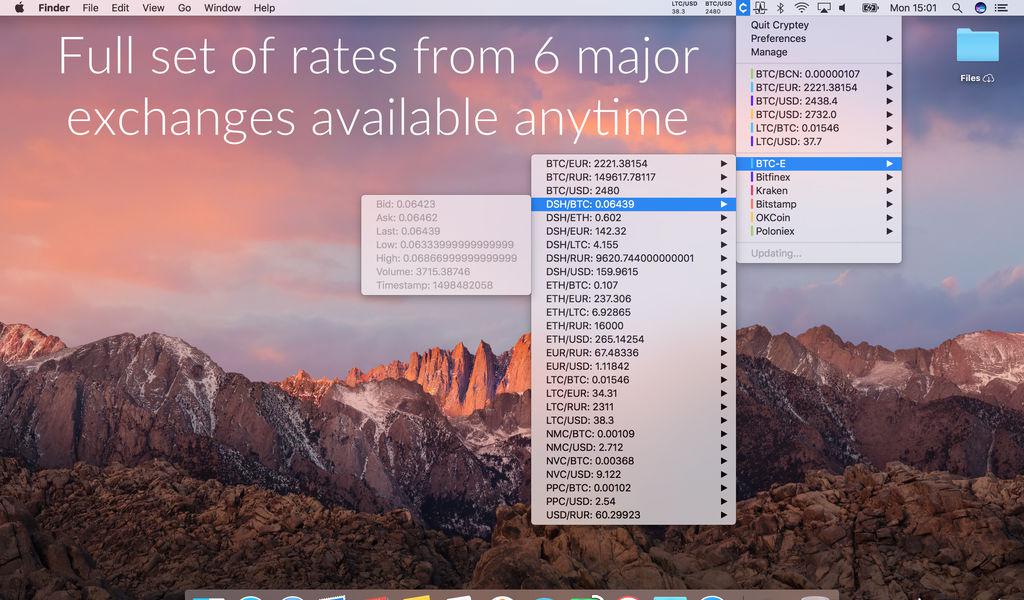 Finder File Edit View Go Window Help
LTC/USD BTC/USD
38.3 2480
Mon 15:01
Full set of rates from 6 major
exchanges available anytime
Files
Quit Cryptey
Preferences
Manage
BTC/BCN: 0.00000107
BTC/EUR: 2221.38154
BTC/USD: 2438.4
BTC/USD: 2732.0
LTC/BTC: 0.01546
LTC/USD: 37.7
BTC-E
Bitfinex
Kraken
Bitstamp
OKCoin
Poloniex
Updating...
BTC/EUR: 2221.38154
BTC/RUR: 149617.78117
BTC/USD: 2480
DSH/BTC: 0.06439
DSH/ETH: 0.602
DSH/EUR: 142.32
DSH/LTC: 4.155
DSH/RUR: 9620.744000000001
DSH/USD: 159.9615
ETH/BTC: 0.107
ETH/EUR: 237.306
ETH/LTC: 6.92865
ETH/RUR: 16000
ETH/USD: 265.14254
EUR/RUR: 67.48336
EUR/USD: 1.11842
LTC/BTC: 0.01546
LTC/EUR: 34.31
LTC/RUR: 2311
LTC/USD: 38.3
NMC/BTC: 0.00109
NMC/USD: 2.712
NVC/BTC: 0.00368
NVC/USD: 9.122
PPC/BTC: 0.00102
PPC/USD: 2.54
USD/RUR: 60.29923
Bid: 0.06423
Ask: 0.06462
Last: 0.06439
Low: 0.06339999999999999
High: 0.06866999999999999
Volume: 3715.38746
Timestamp: 1498482058